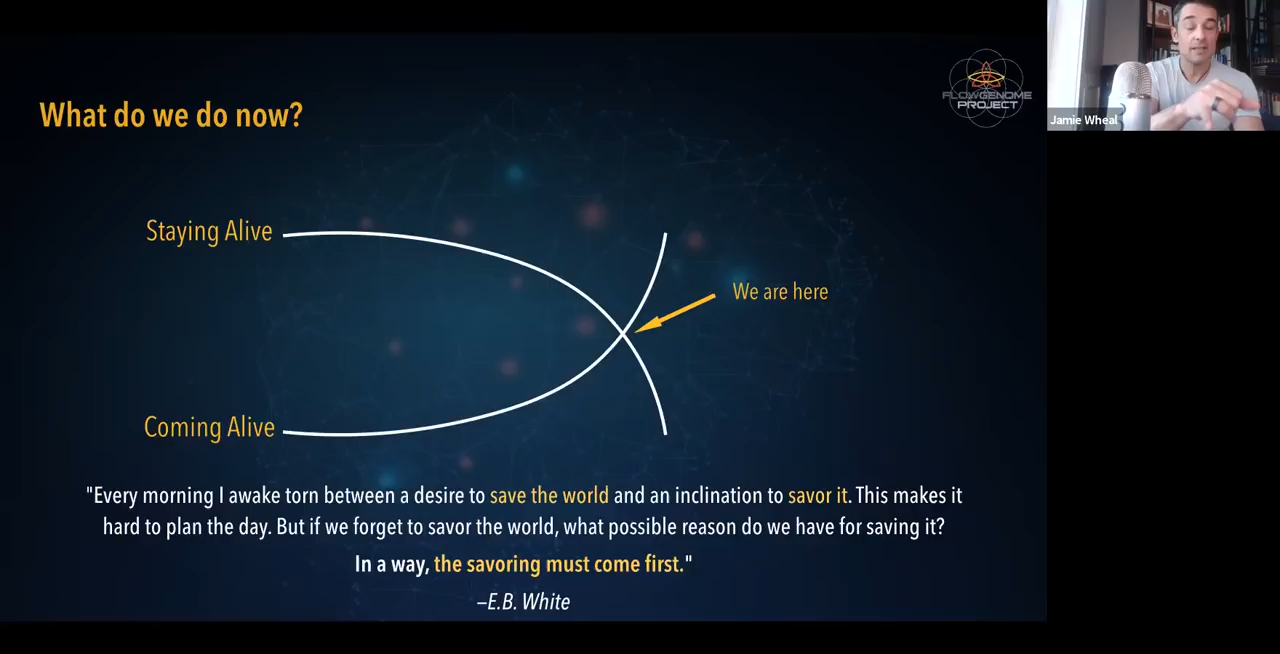 FLOWGENOME
PROJECT
Jamie Wheal
What do we do now?
Staying Alive
We are here
Coming Alive
"Every morning I awake torn between a desire to save the world and an inclination to savor it. This makes it
hard to plan the day. But if we forget to savor the world, what possible reason do we have for saving it?
In a way, the savoring must come first."
–E.B. White